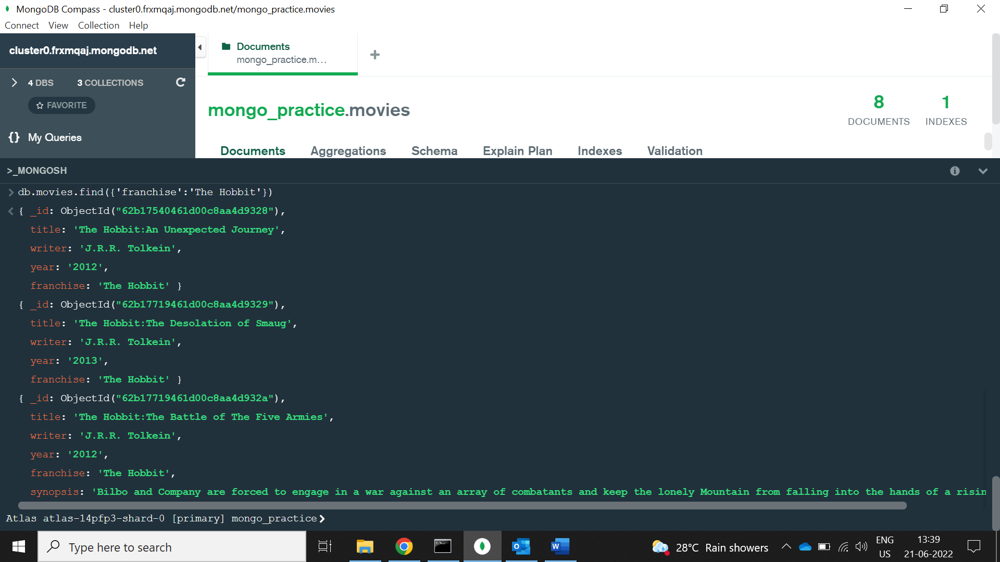 MongoDB Compass - cluster0.frxmqaj.mongodb.net/mongo_practice.movies
Connect View Collection Help
cluster0.frxmqaj.mongodb.net
Documents
mongo_practice.m...
4 DBS 3 COLLECTIONS
FAVORITE
{} My Queries
mongo_practice.movies
8
DOCUMENTS
1
INDEXES
Documents Aggregations Schema Explain Plan Indexes Validation
>_MONGOSH
db.movies.find({'franchise':'The Hobbit'})
{ _id: ObjectId("62b17540461d00c8aa4d9328"),
title: 'The Hobbit:An Unexpected Journey',
writer: 'J.R.R. Tolkein',
year: '2012',
franchise: 'The Hobbit' }
{ _id: ObjectId("62b17719461d00c8aa4d9329"),
title: 'The Hobbit:The Desolation of Smaug',
writer: 'J.R.R. Tolkein',
year: '2013',
franchise: 'The Hobbit' }
{ _id: ObjectId("62b17719461d00c8aa4d932a"),
title: 'The Hobbit:The Battle of The Five Armies',
writer: 'J.R.R. Tolkein',
year: '2012',
franchise: 'The Hobbit',
synopsis: 'Bilbo and Company are forced to engage in a war against an array of combatants and keep the lonely Mountain from falling into the hands of a risin
Atlas atlas-14pfp3-shard-0 [primary] mongo_practice>
Type here to search
28°C Rain showers
ENG
US
13:39
21-06-2022